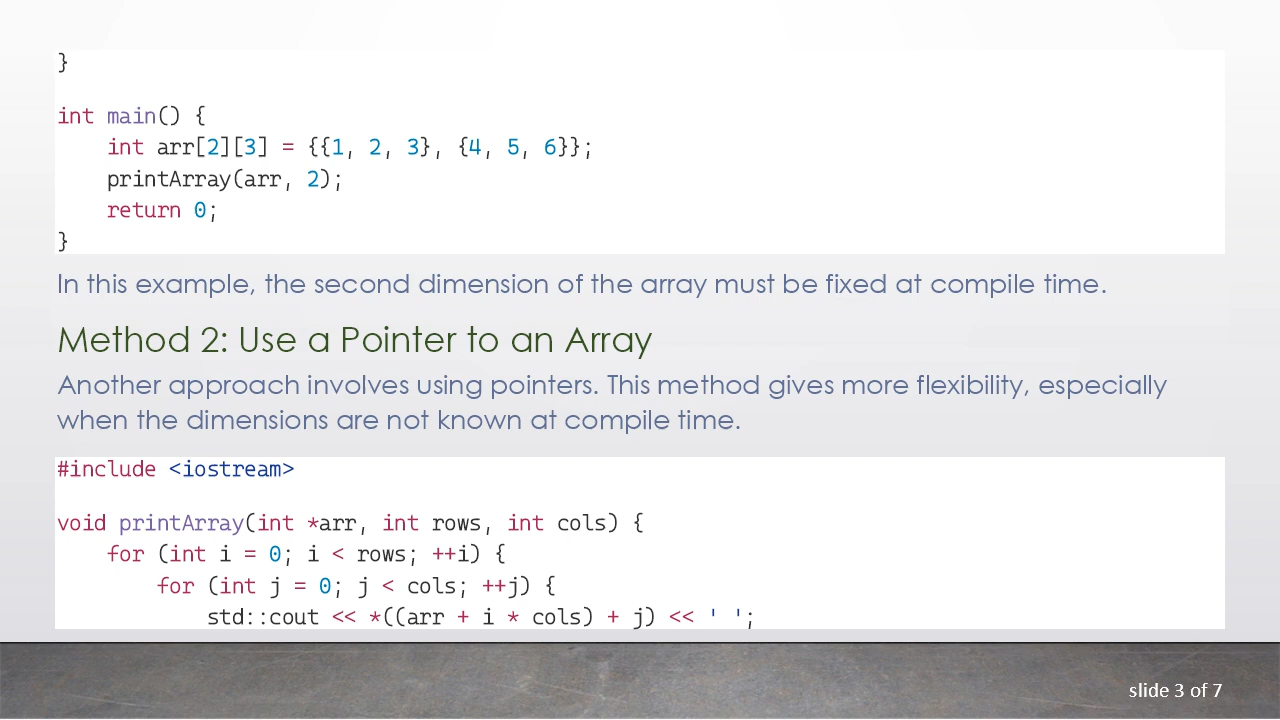 }
int main() {
    int arr[2][3] = {{1, 2, 3}, {4, 5, 6}};
    printArray(arr, 2);
    return 0;
}
In this example, the second dimension of the array must be fixed at compile time.
Method 2: Use a Pointer to an Array
Another approach involves using pointers. This method gives more flexibility, especially
when the dimensions are not known at compile time.
#include <iostream>
void printArray(int *arr, int rows, int cols) {
    for (int i = 0; i < rows; ++i) {
        for (int j = 0; j < cols; ++j) {
            std::cout << *((arr + i * cols) + j) << ' ';
slide 3 of 7